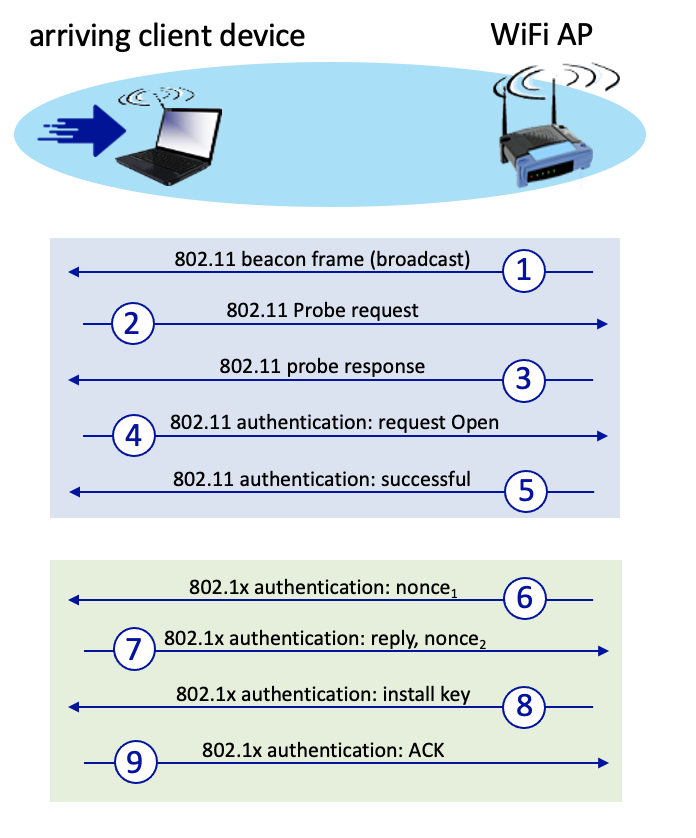 arriving client device
WiFi AP
802.11 beacon frame (broadcast)
1
2
802.11 Probe request
802.11 probe response
3
4
802.11 authentication: request Open
802.11 authentication: successful
5
802.1x authentication: nonce₁
6
7
802.1x authentication: reply, nonce₂
802.1x authentication: install key
8
9
802.1x authentication: ACK